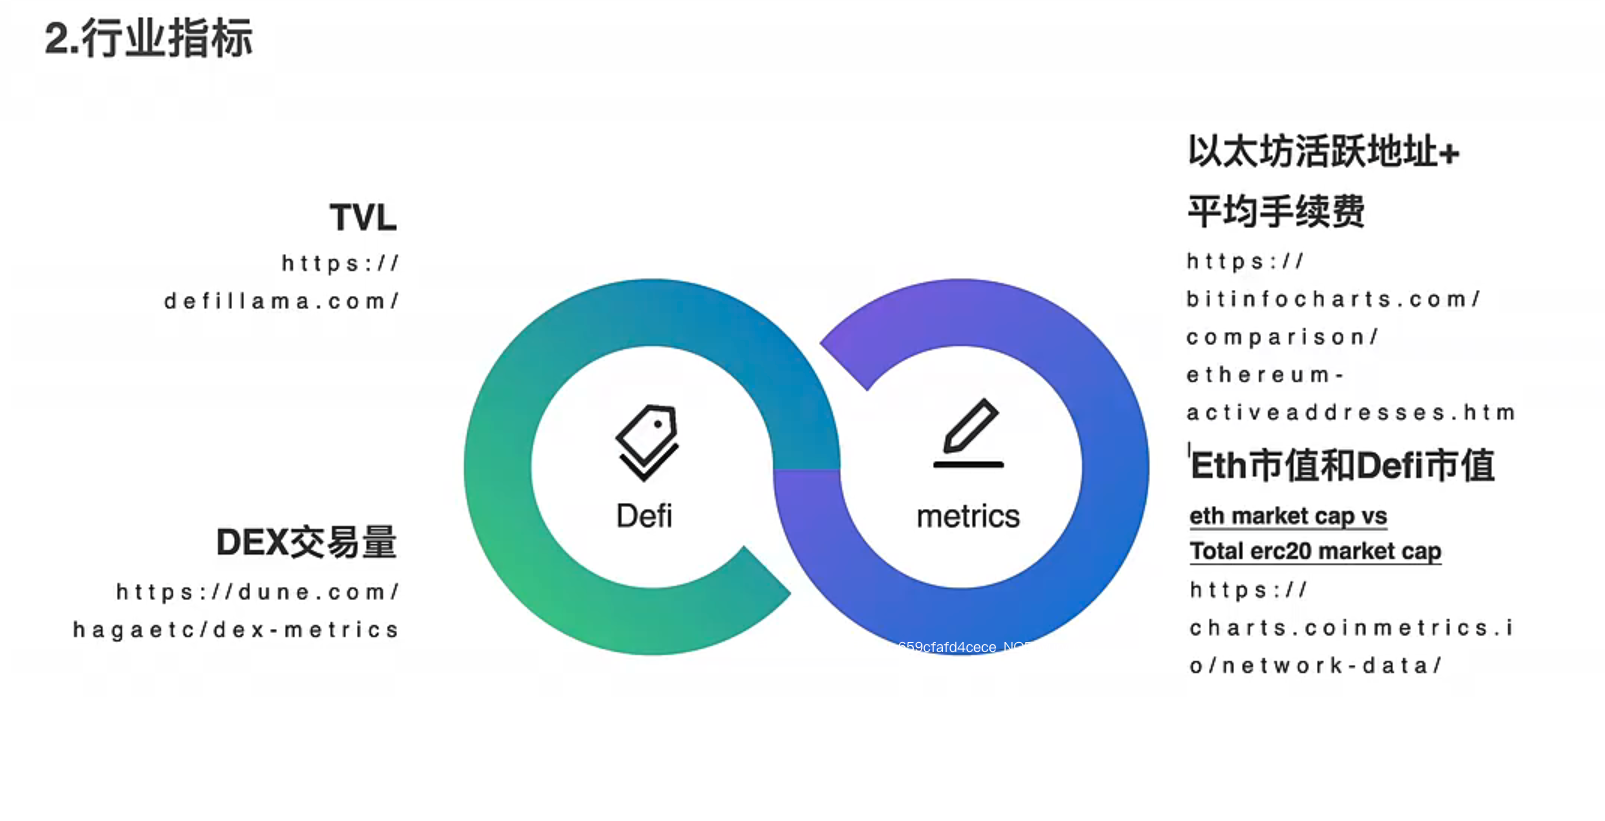 2.行业指标
TVL
https://
defillama.com/
DEX交易量
https://dune.com/
hagaetc/dex-metrics
Defi
metrics
以太坊活跃地址+
平均手续费
https://
bitinfocharts.com/
comparison/
ethereum-
activeaddresses.htm
l
Eth市值和Defi市值
eth market cap vs
Total erc20 market cap
https://
charts.coinmetrics.i
o/network-data/
659cfafd4cece